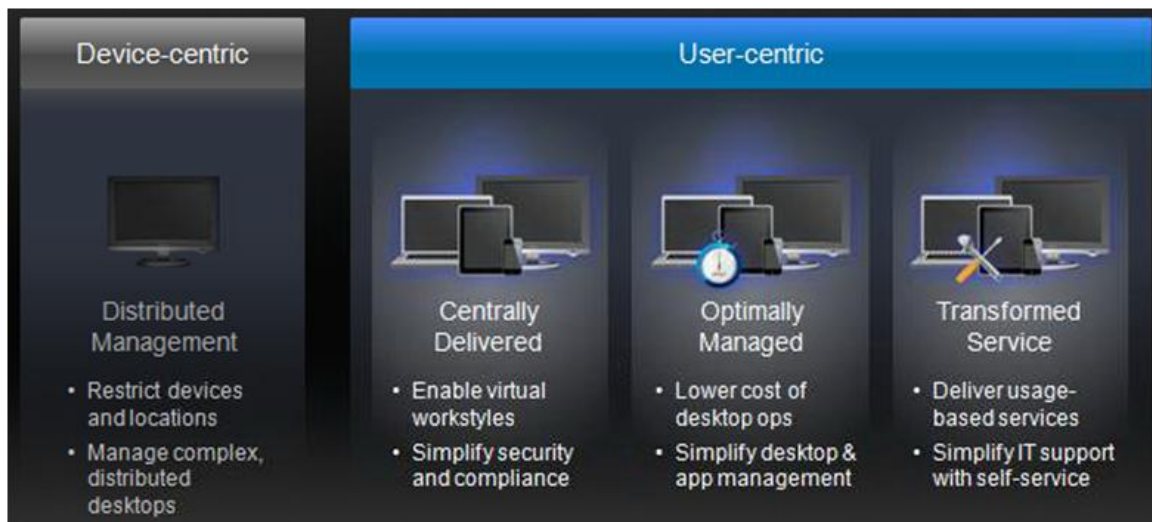 Device-centric
User-centric
Distributed
Management
• Restrict devices
and locations
• Manage complex,
distributed
desktops
Centrally
Delivered
• Enable virtual
workstyles
• Simplify security
and compliance
Optimally
Managed
• Lower cost of
desktop ops
• Simplify desktop &
app management
Transformed
Service
• Deliver usage-
based services
• Simplify IT support
with self-service